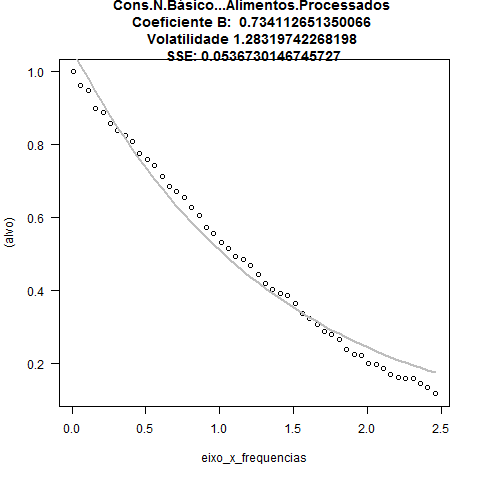 Cons.N.Básico...Alimentos.Processados
Coeficiente B:  0.734112651350066
Volatilidade 1.28319742268198
SSE: 0.0536730146745727
1.0
0.8
0.6
0.4
0.2
(alvo)
0.0
0.5
1.0
1.5
2.0
2.5
eixo_x_frequencias